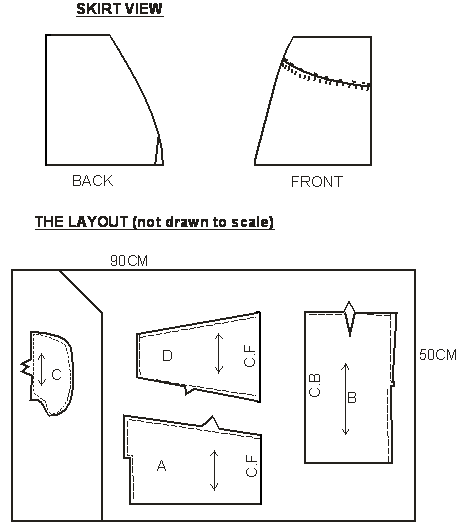 SKIRT VIEW
BACK
FRONT
THE LAYOUT (not drawn to scale)
90CM
50CM
C
D
C.F
C.B
B
A
C.F